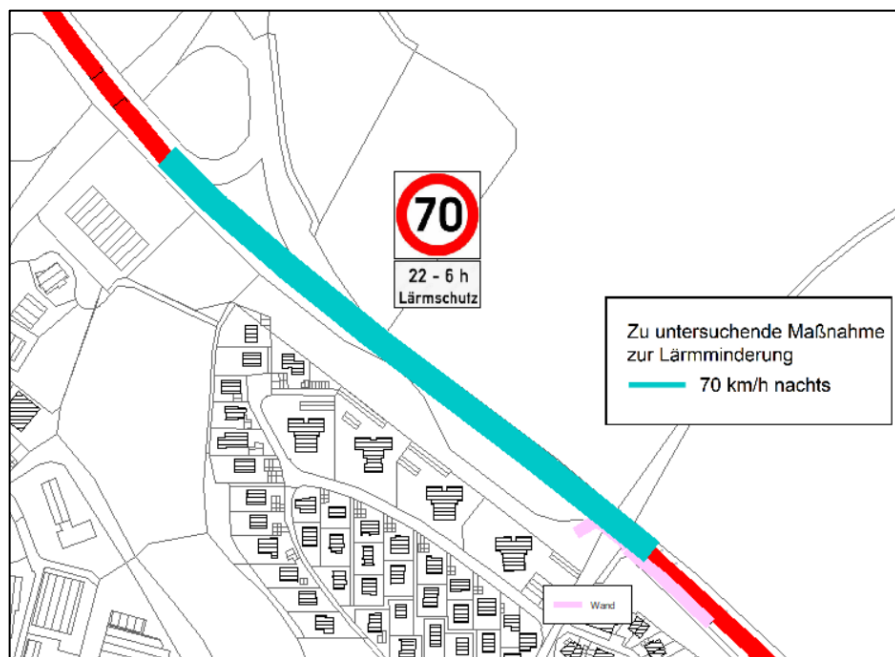 70
22 - 6 h
Lärmschutz
Zu untersuchende Maßnahme
zur Lärmminderung
70 km/h nachts
Wand